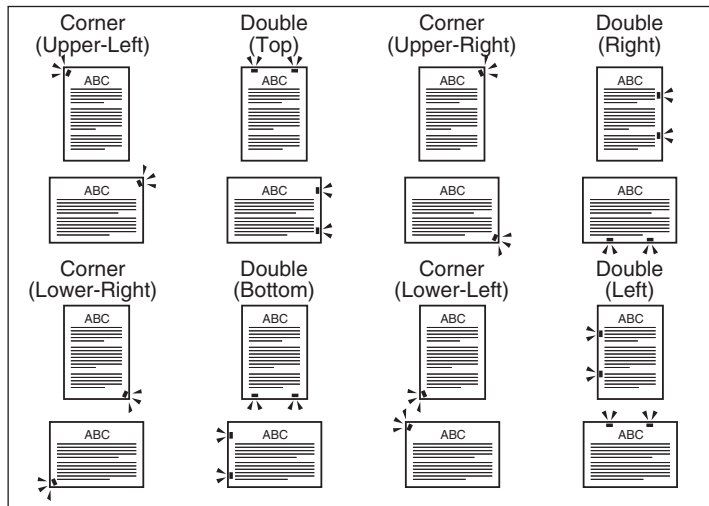 Corner
(Upper-Left)
Double
(Top)
Corner
(Upper-Right)
Double
(Right)
ABC
ABC
ABC
ABC
ABC
ABC
ABC
ABC
Corner
(Lower-Right)
Double
(Bottom)
Corner
(Lower-Left)
Double
(Left)
ABC
ABC
ABC
ABC
ABC
ABC
ABC
ABC